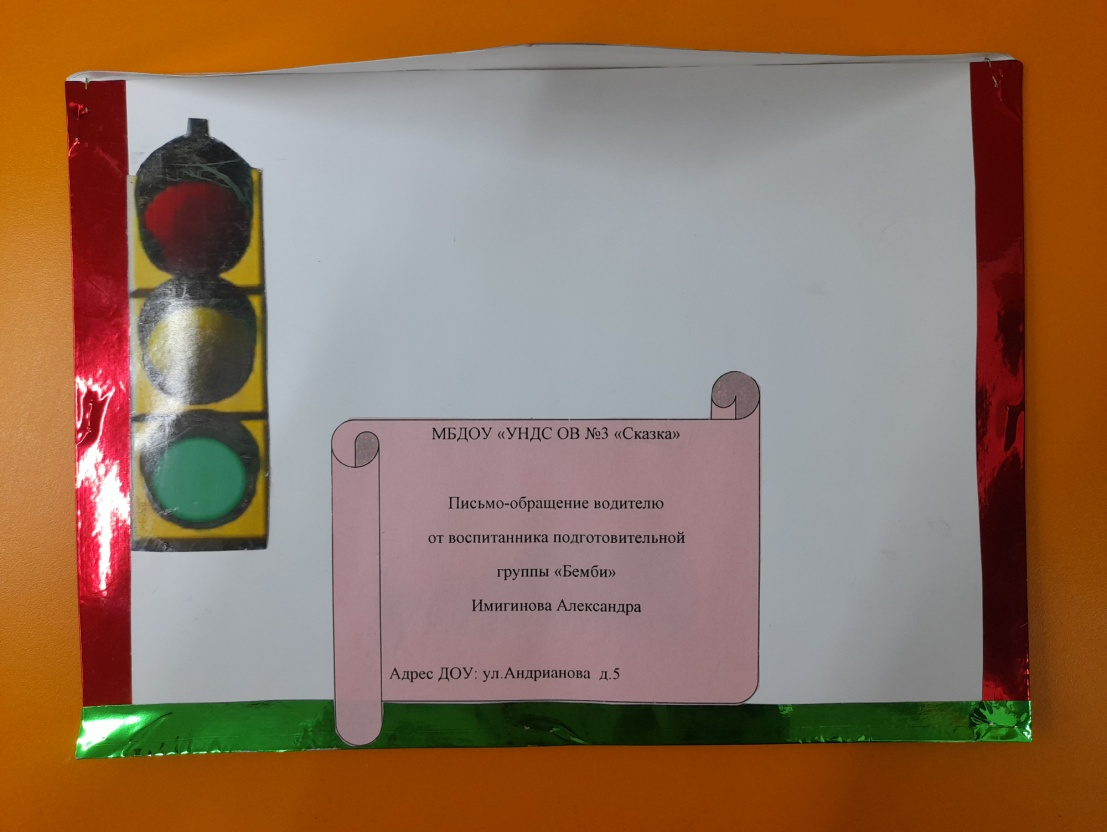 МБДОУ «УНДС ОВ №3 «Сказка»
Письмо-обращение водителю
от воспитанника подготовительной
группы «Бемби»
Имигинова Александра
Адрес ДОУ: ул.Андрианова д.5